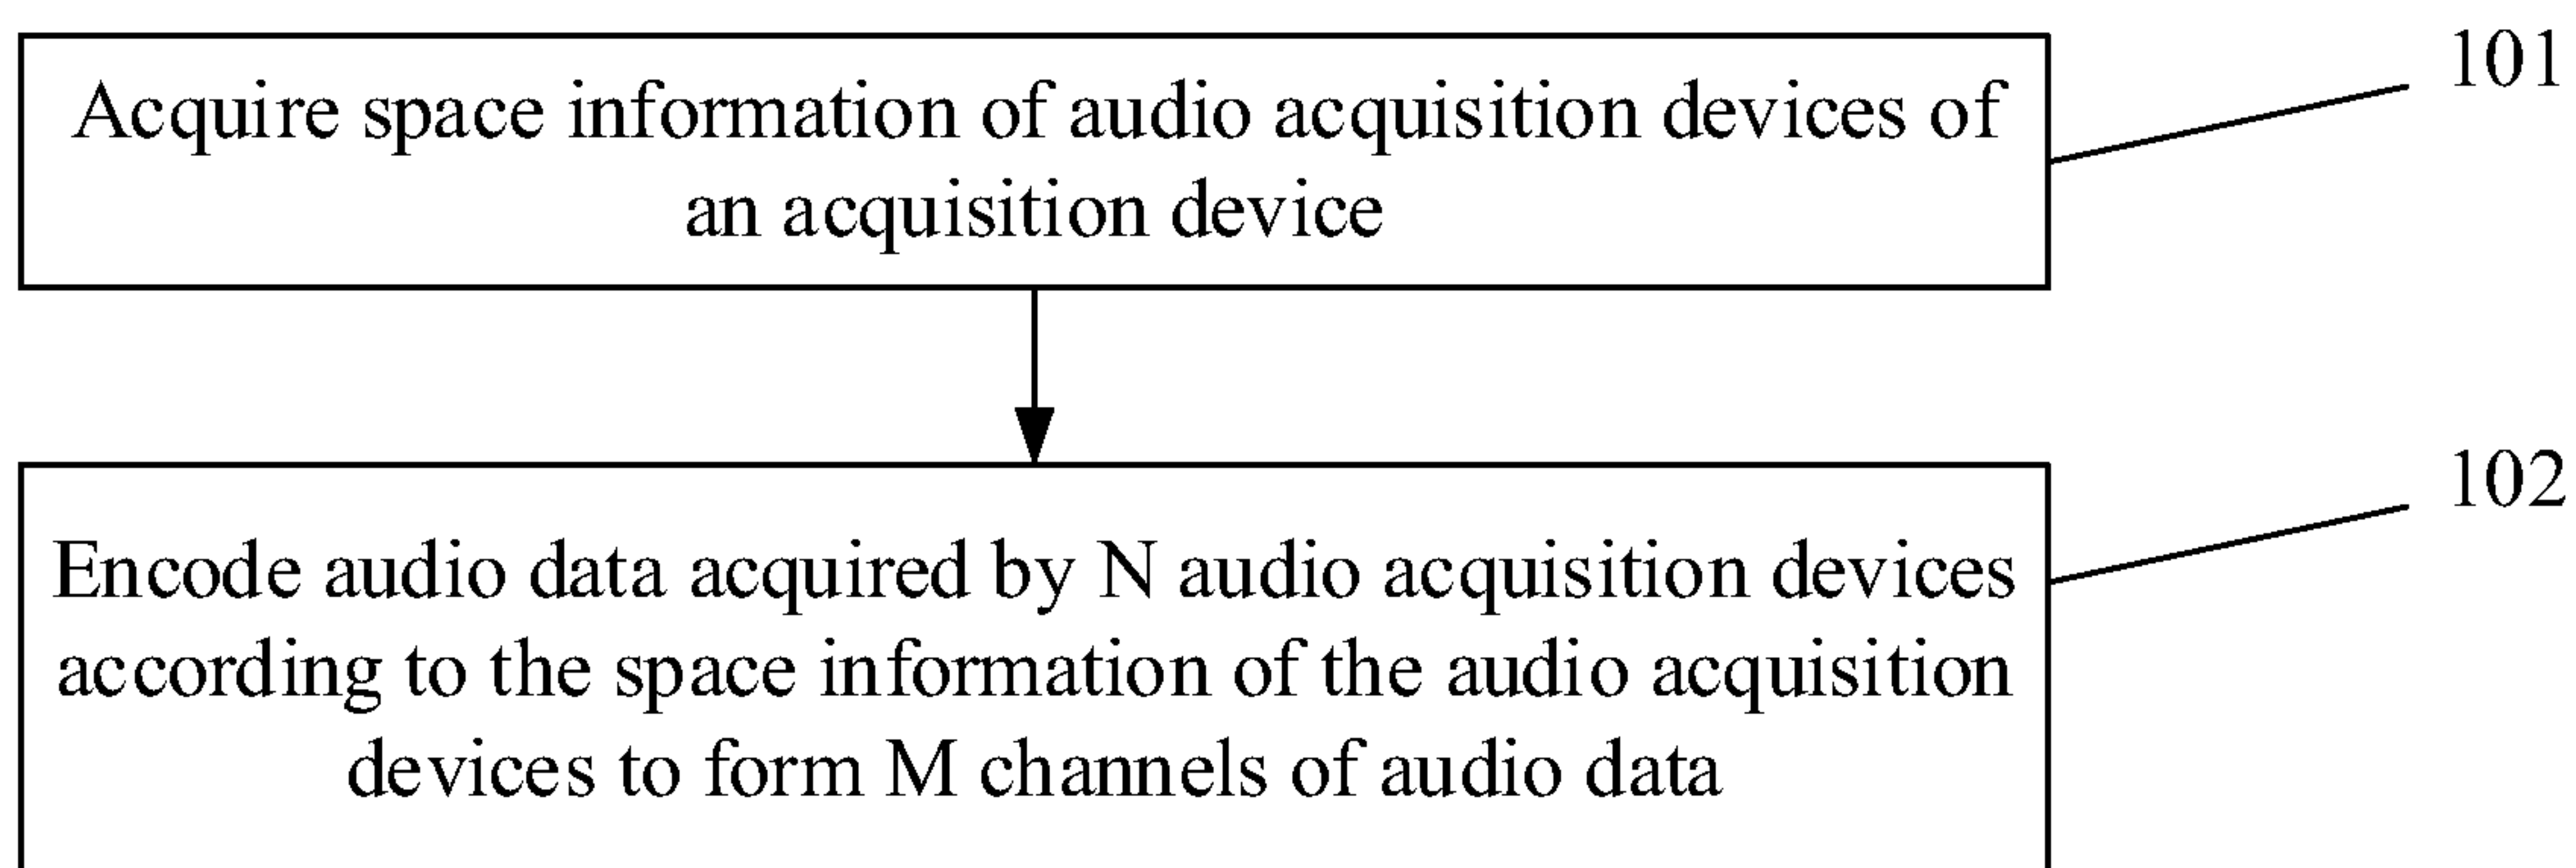 101
Acquire space information of audio acquisition devices of
an acquisition device
102
Encode audio data acquired by N audio acquisition devices
according to the space information of the audio acquisition
devices to form M channels of audio data